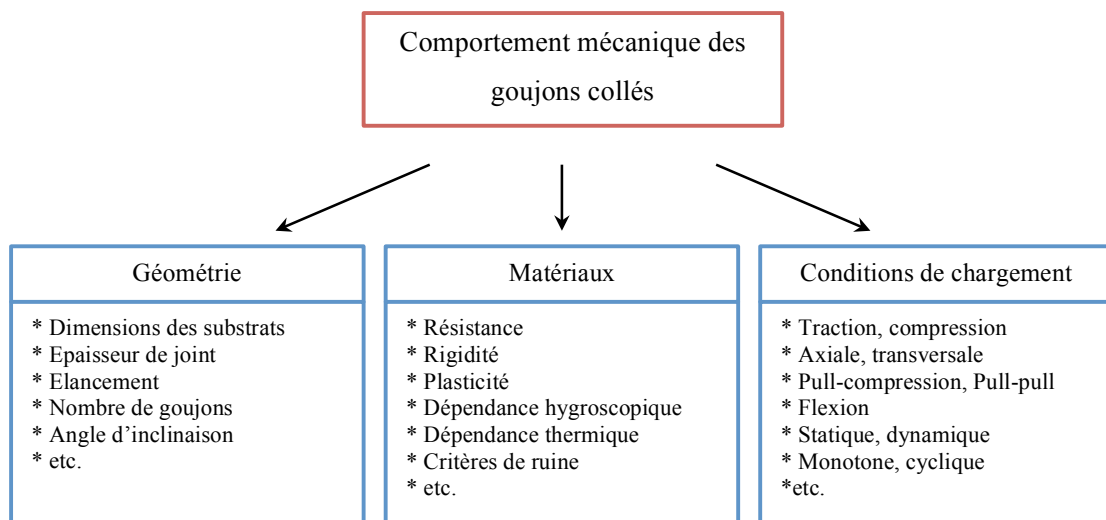 Comportement mécanique des
goujons collés
Géométrie
* Dimensions des substrats
* Epaisseur de joint
* Elancement
* Nombre de goujons
* Angle d’inclinaison
* etc.
Matériaux
* Résistance
* Rigidité
* Plasticité
* Dépendance hygroscopique
* Dépendance thermique
* Critères de ruine
* etc.
Conditions de chargement
* Traction, compression
* Axiale, transversale
* Pull-compression, Pull-pull
* Flexion
* Statique, dynamique
* Monotone, cyclique
*etc.